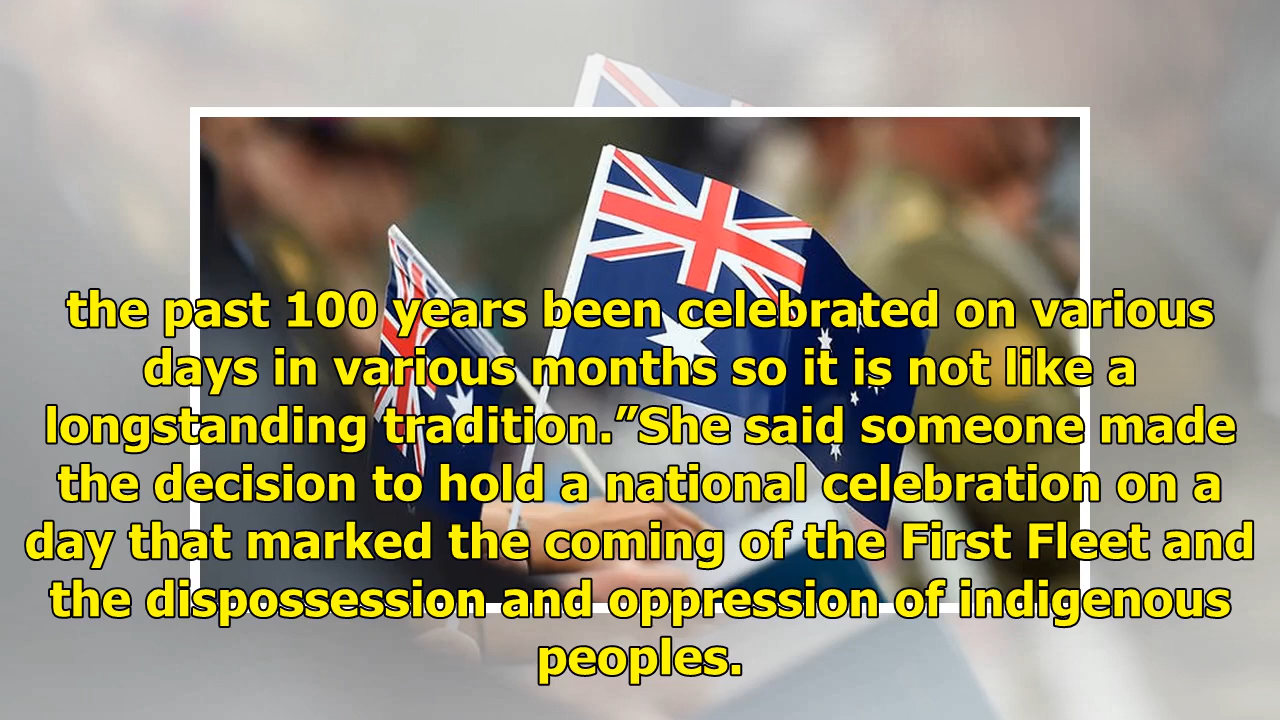 the past 100 years been celebrated on various
days in various months so it is not like a
longstanding tradition.”She said someone made
the decision to hold a national celebration on a
day that marked the coming of the First Fleet and
the dispossession and oppression of indigenous
peoples.